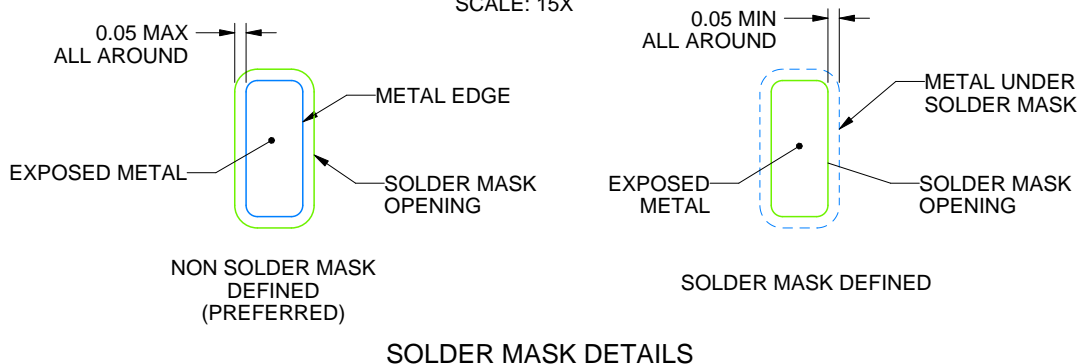 SCALE: 15X
0.05 MAX
ALL AROUND
METAL EDGE
EXPOSED METAL
SOLDER MASK
OPENING
NON SOLDER MASK
DEFINED
(PREFERRED)
0.05 MIN
ALL AROUND
METAL UNDER
SOLDER MASK
EXPOSED
METAL
SOLDER MASK
OPENING
SOLDER MASK DEFINED
SOLDER MASK DETAILS